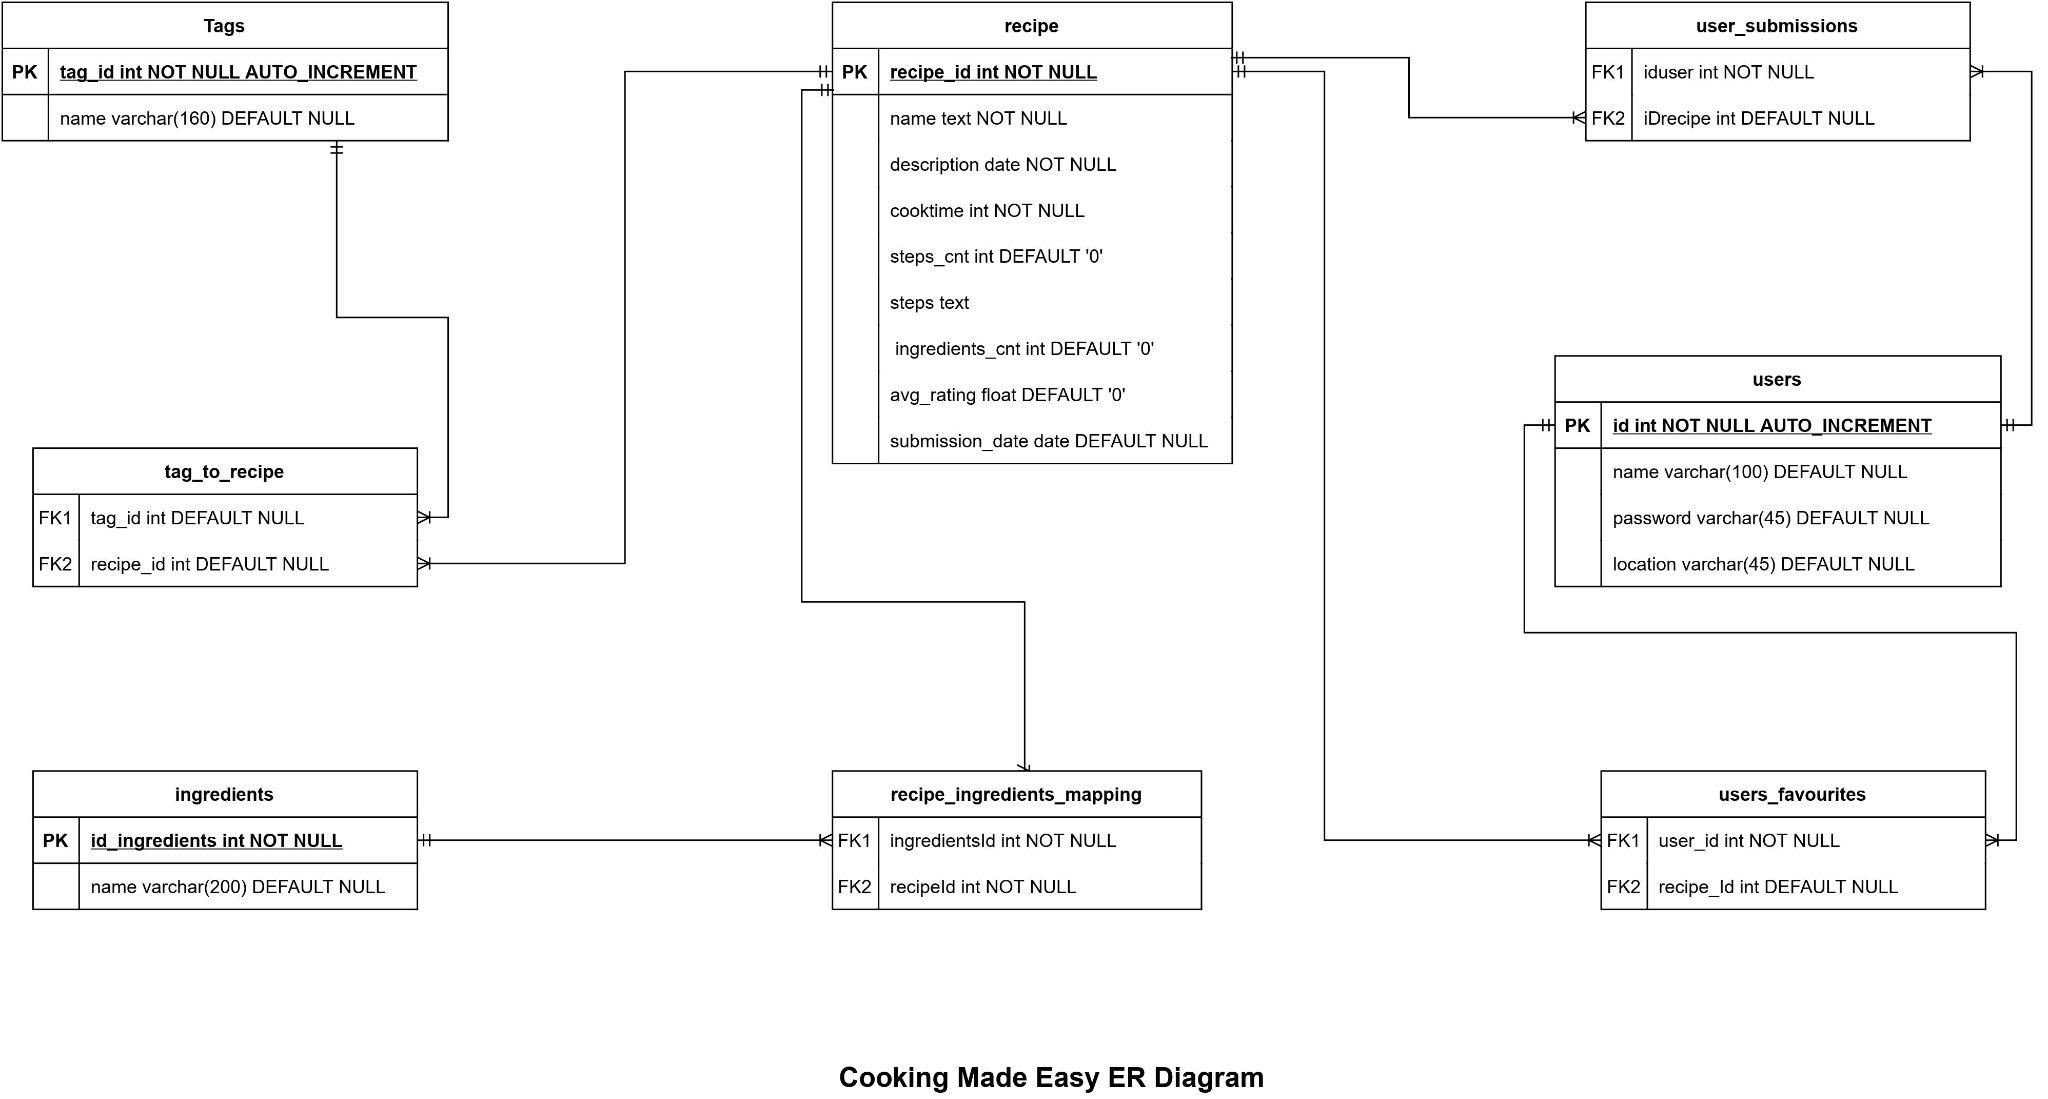 Tags
PK tag_id int NOT NULL AUTO_INCREMENT
name varchar(160) DEFAULT NULL
recipe
PK recipe_id int NOT NULL
name text NOT NULL
description date NOT NULL
cooktime int NOT NULL
steps_cnt int DEFAULT '0'
steps text
ingredients_cnt int DEFAULT '0'
avg_rating float DEFAULT '0'
submission_date date DEFAULT NULL
user_submissions
FK1 iduser int NOT NULL
FK2 iDrecipe int DEFAULT NULL
users
PK id int NOT NULL AUTO_INCREMENT
name varchar(100) DEFAULT NULL
password varchar(45) DEFAULT NULL
location varchar(45) DEFAULT NULL
tag_to_recipe
FK1 tag_id int DEFAULT NULL
FK2 recipe_id int DEFAULT NULL
ingredients
PK id_ingredients int NOT NULL
name varchar(200) DEFAULT NULL
recipe_ingredients_mapping
FK1 ingredientsId int NOT NULL
FK2 recipeId int NOT NULL
users_favourites
FK1 user_id int NOT NULL
FK2 recipe_Id int DEFAULT NULL
Cooking Made Easy ER Diagram